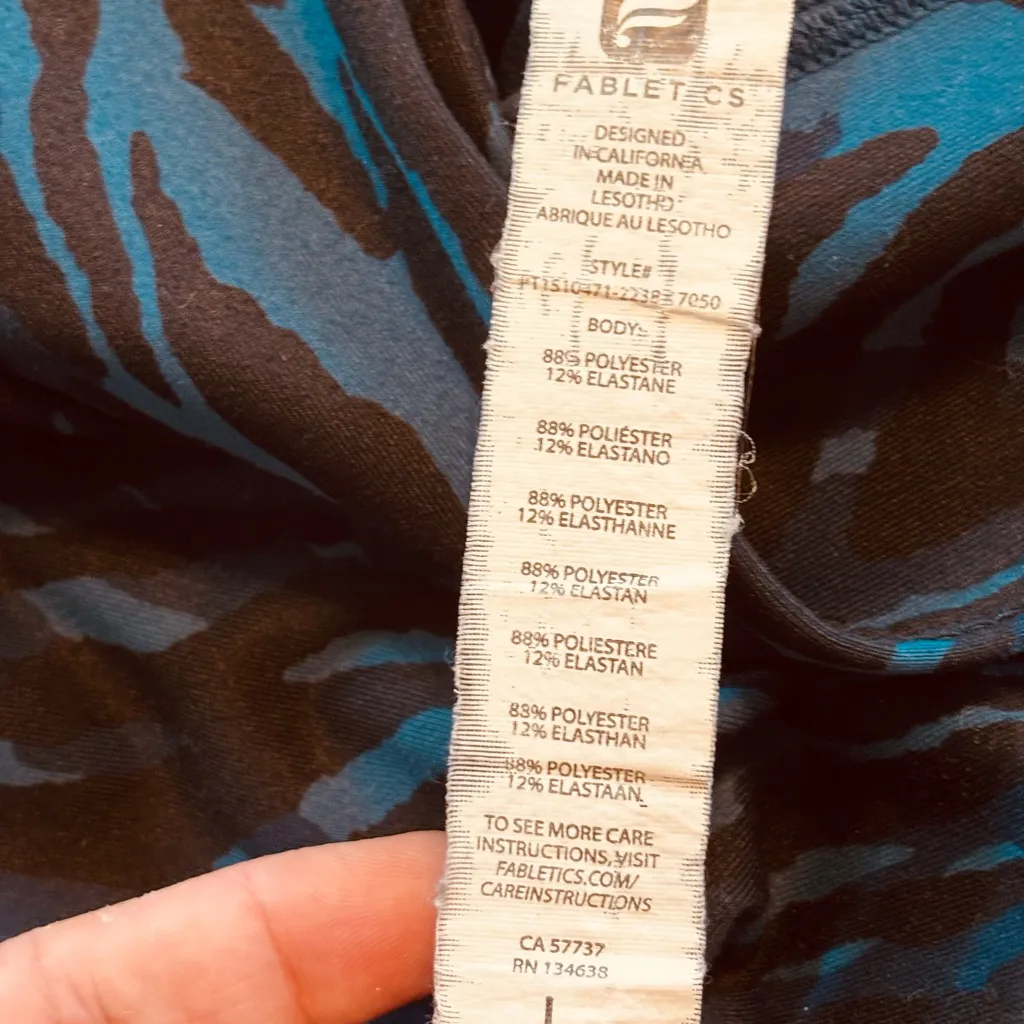 FABLETICS
DESIGNED
IN CALIFORNIA
MADE IN
LESOTHO
ABRIQUE AU LESOTHO
STYLE#
BODY:
88% POLYESTER
12% ELASTANE
88% POLIÉSTER
12% ELASTANO
88% POLYESTER
12% ELASTHANNE
88% POLYESTER
12% ELASTAN
88% POLIESTERE
12% ELASTAN
88% POLYESTER
12% ELASTHAN
88% POLYESTER
12% ELASTAAN
TO SEE MORE CARE
INSTRUCTIONS, VISIT
FABLETICS.COM/
CAREINSTRUCTIONS
CA 57737
RN 134638